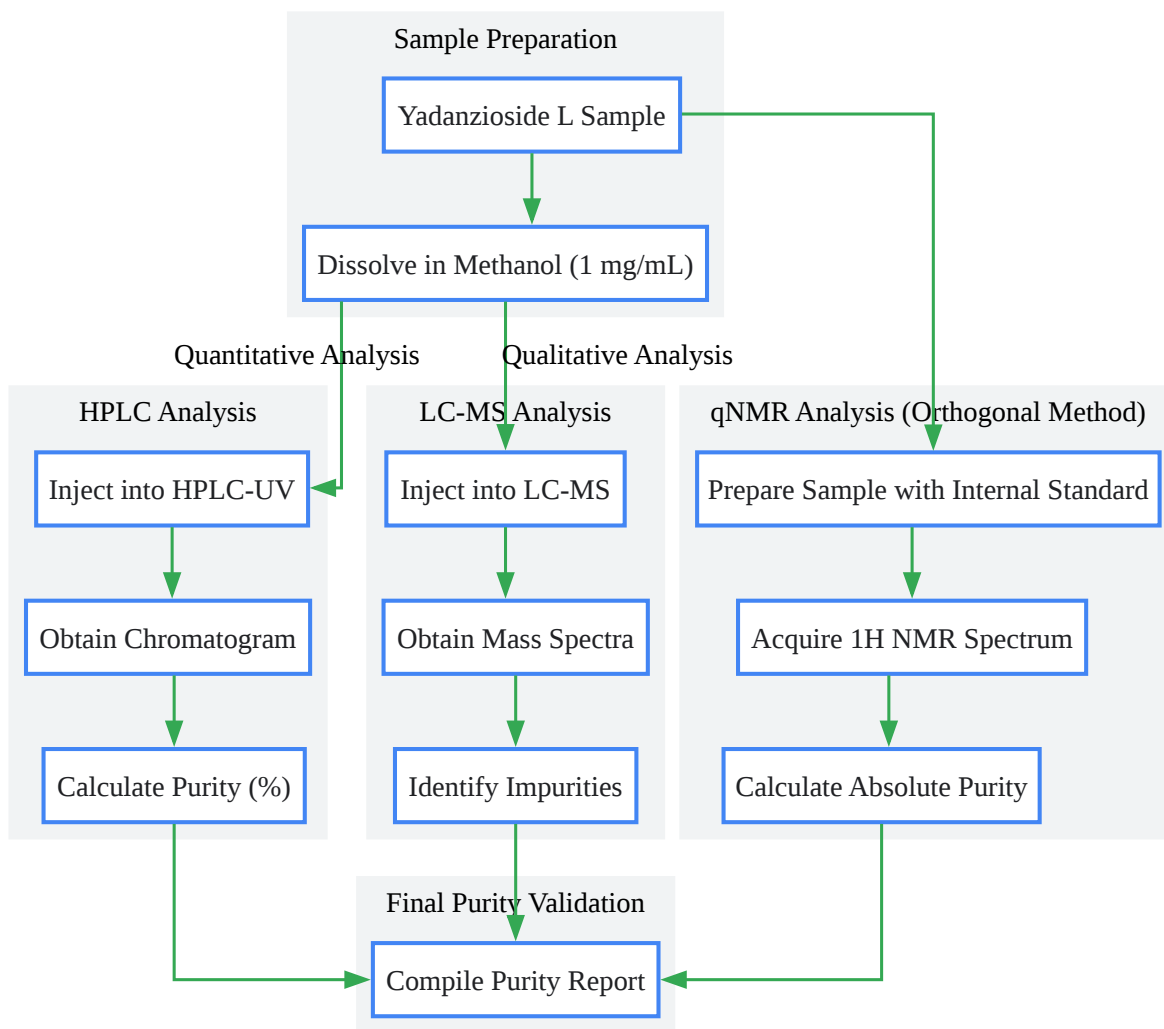 Sample Preparation
Yadanzioside L Sample
Dissolve in Methanol (1 mg/mL)
Quantitative Analysis
Qualitative Analysis
HPLC Analysis
Inject into HPLC-UV
Obtain Chromatogram
Calculate Purity (%)
LC-MS Analysis
Inject into LC-MS
Obtain Mass Spectra
Identify Impurities
qNMR Analysis (Orthogonal Method)
Prepare Sample with Internal Standard
Acquire 1H NMR Spectrum
Calculate Absolute Purity
Final Purity Validation
Compile Purity Report